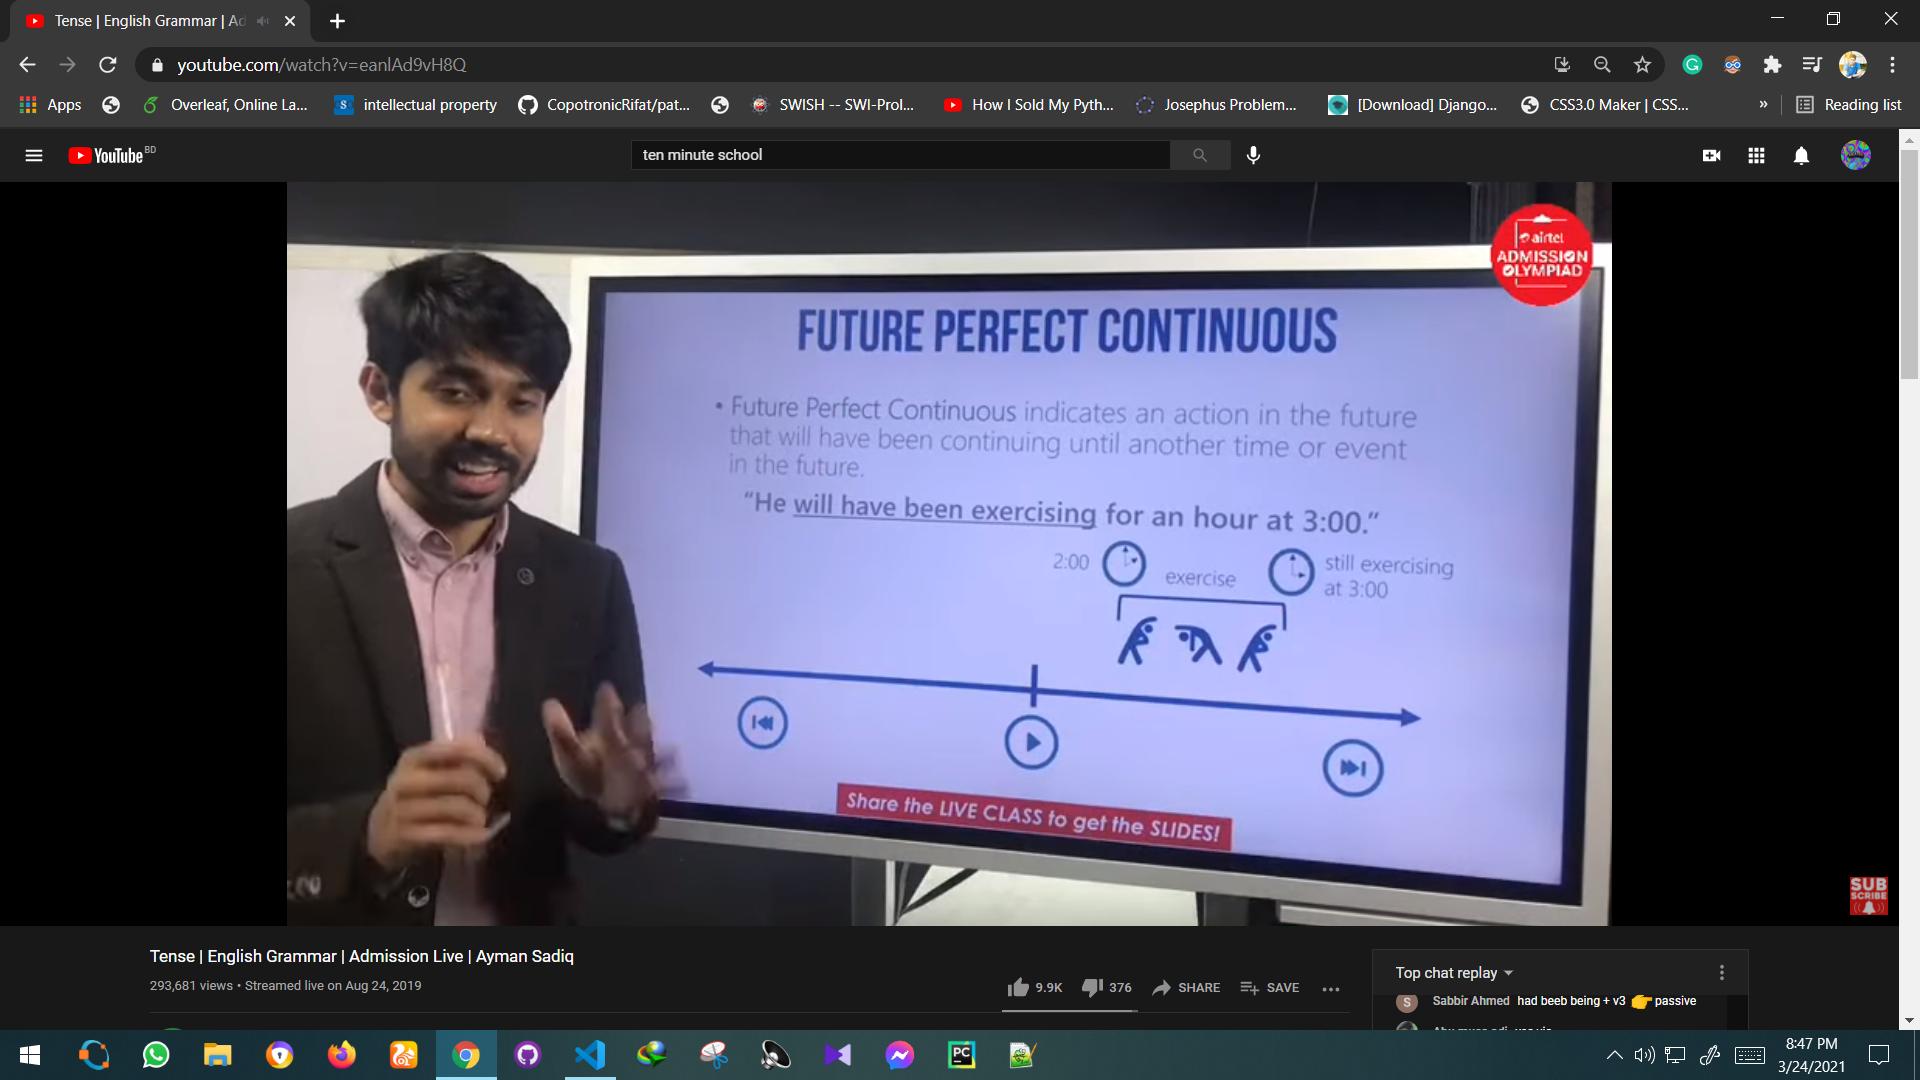 Tense | English Grammar | Ad
youtube.com/watch?v=eanlAd9vH8Q
Apps
Overleaf, Online La...
intellectual property
CopotronicRifat/pat...
SWISH -- SWI-Prol...
How I Sold My Pyth...
Josephus Problem...
[Download] Django...
CSS3.0 Maker | CSS...
»
Reading list
YouTube BD
ten minute school
airtel
ADMISSION
OLYMPIAD
FUTURE PERFECT CONTINUOUS
• Future Perfect Continuous indicates an action in the future
that will have been continuing until another time or event
in the future.
"He will have been exercising for an hour at 3:00."
2:00
exercise
still exercising
at 3:00
Share the LIVE CLASS to get the SLIDES!
SUB
SCRIBE
Tense | English Grammar | Admission Live | Ayman Sadiq
293,681 views • Streamed live on Aug 24, 2019
9.9K
376
SHARE
SAVE
Top chat replay
S
Sabbir Ahmed had beeb being + v3 👉 passive
PC
8:47 PM
3/24/2021